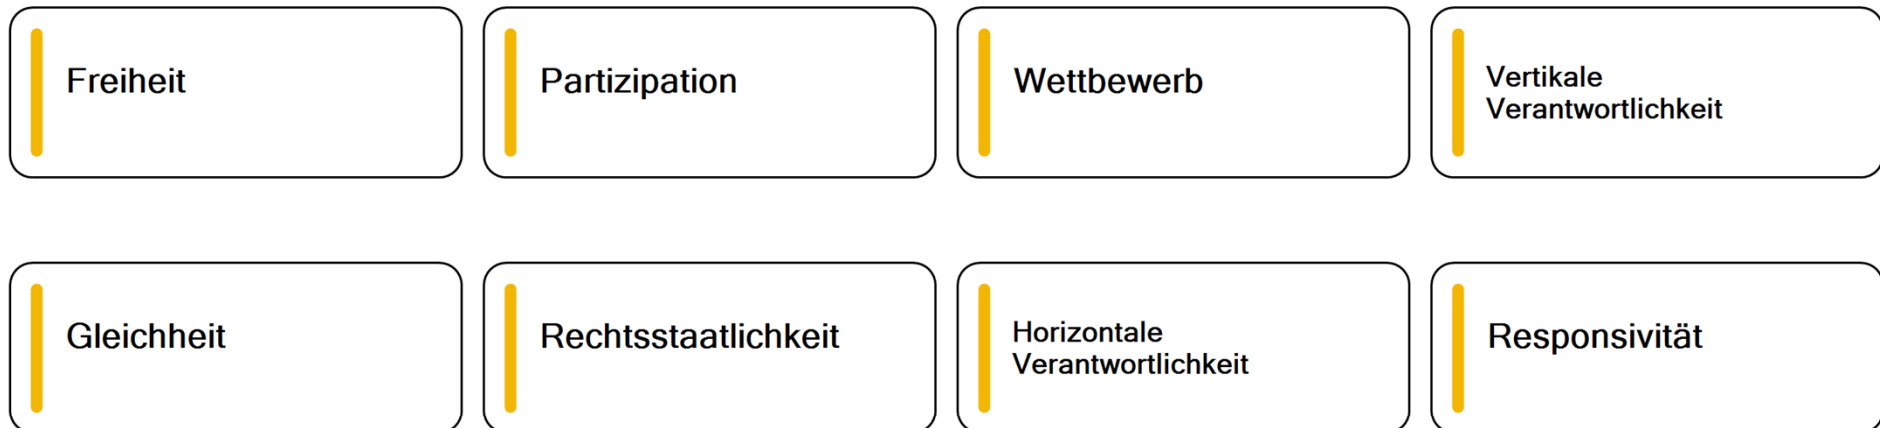 Freiheit
Partizipation
Wettbewerb
Vertikale
Verantwortlichkeit
Gleichheit
Rechtsstaatlichkeit
Horizontale
Verantwortlichkeit
Responsivität